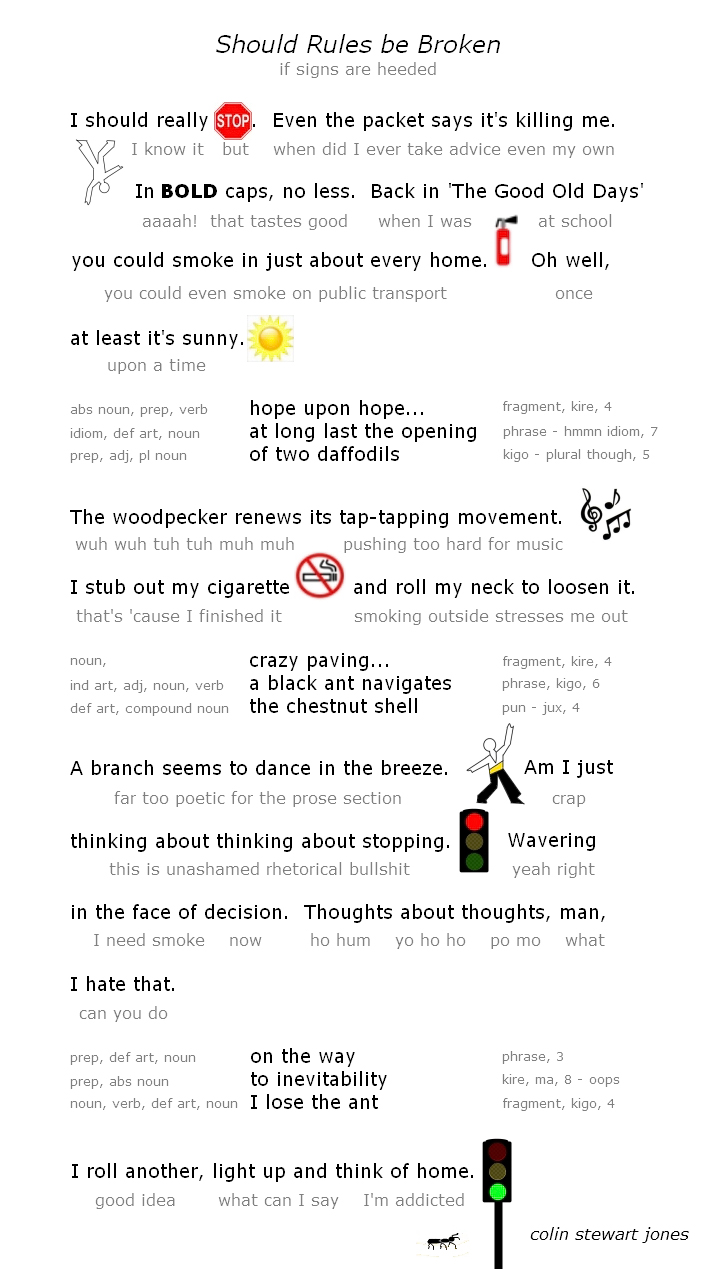 Should Rules be Broken
if signs are heeded
I should really STOP. Even the packet says it's killing me.
I know it but when did I ever take advice even my own
In BOLD caps, no less. Back in 'The Good Old Days'
aaaah! that tastes good when I was at school
you could smoke in just about every home. Oh well,
you could even smoke on public transport once
at least it's sunny.
upon a time
abs noun, prep, verb hope upon hope... fragment, kire, 4
idiom, def art, noun at long last the opening phrase - hmmn idiom, 7
prep, adj, pl noun of two daffodils kigo - plural though, 5
The woodpecker renews its tap-tapping movement.
wuh wuh tuh tuh muh muh pushing too hard for music
I stub out my cigarette and roll my neck to loosen it.
that's 'cause I finished it smoking outside stresses me out
noun, crazy paving... fragment, kire, 4
ind art, adj, noun, verb a black ant navigates phrase, kigo, 6
def art, compound noun the chestnut shell pun - jux, 4
A branch seems to dance in the breeze. Am I just
far too poetic for the prose section crap
thinking about thinking about stopping. Wavering
this is unashamed rhetorical bullshit yeah right
in the face of decision. Thoughts about thoughts, man,
I need smoke now ho hum yo ho ho po mo what
I hate that.
can you do
prep, def art, noun on the way phrase, 3
prep, abs noun to inevitability kire, ma, 8 - oops
noun, verb, def art, noun I lose the ant fragment, kigo, 4
I roll another, light up and think of home.
good idea what can I say I'm addicted
colin stewart jones